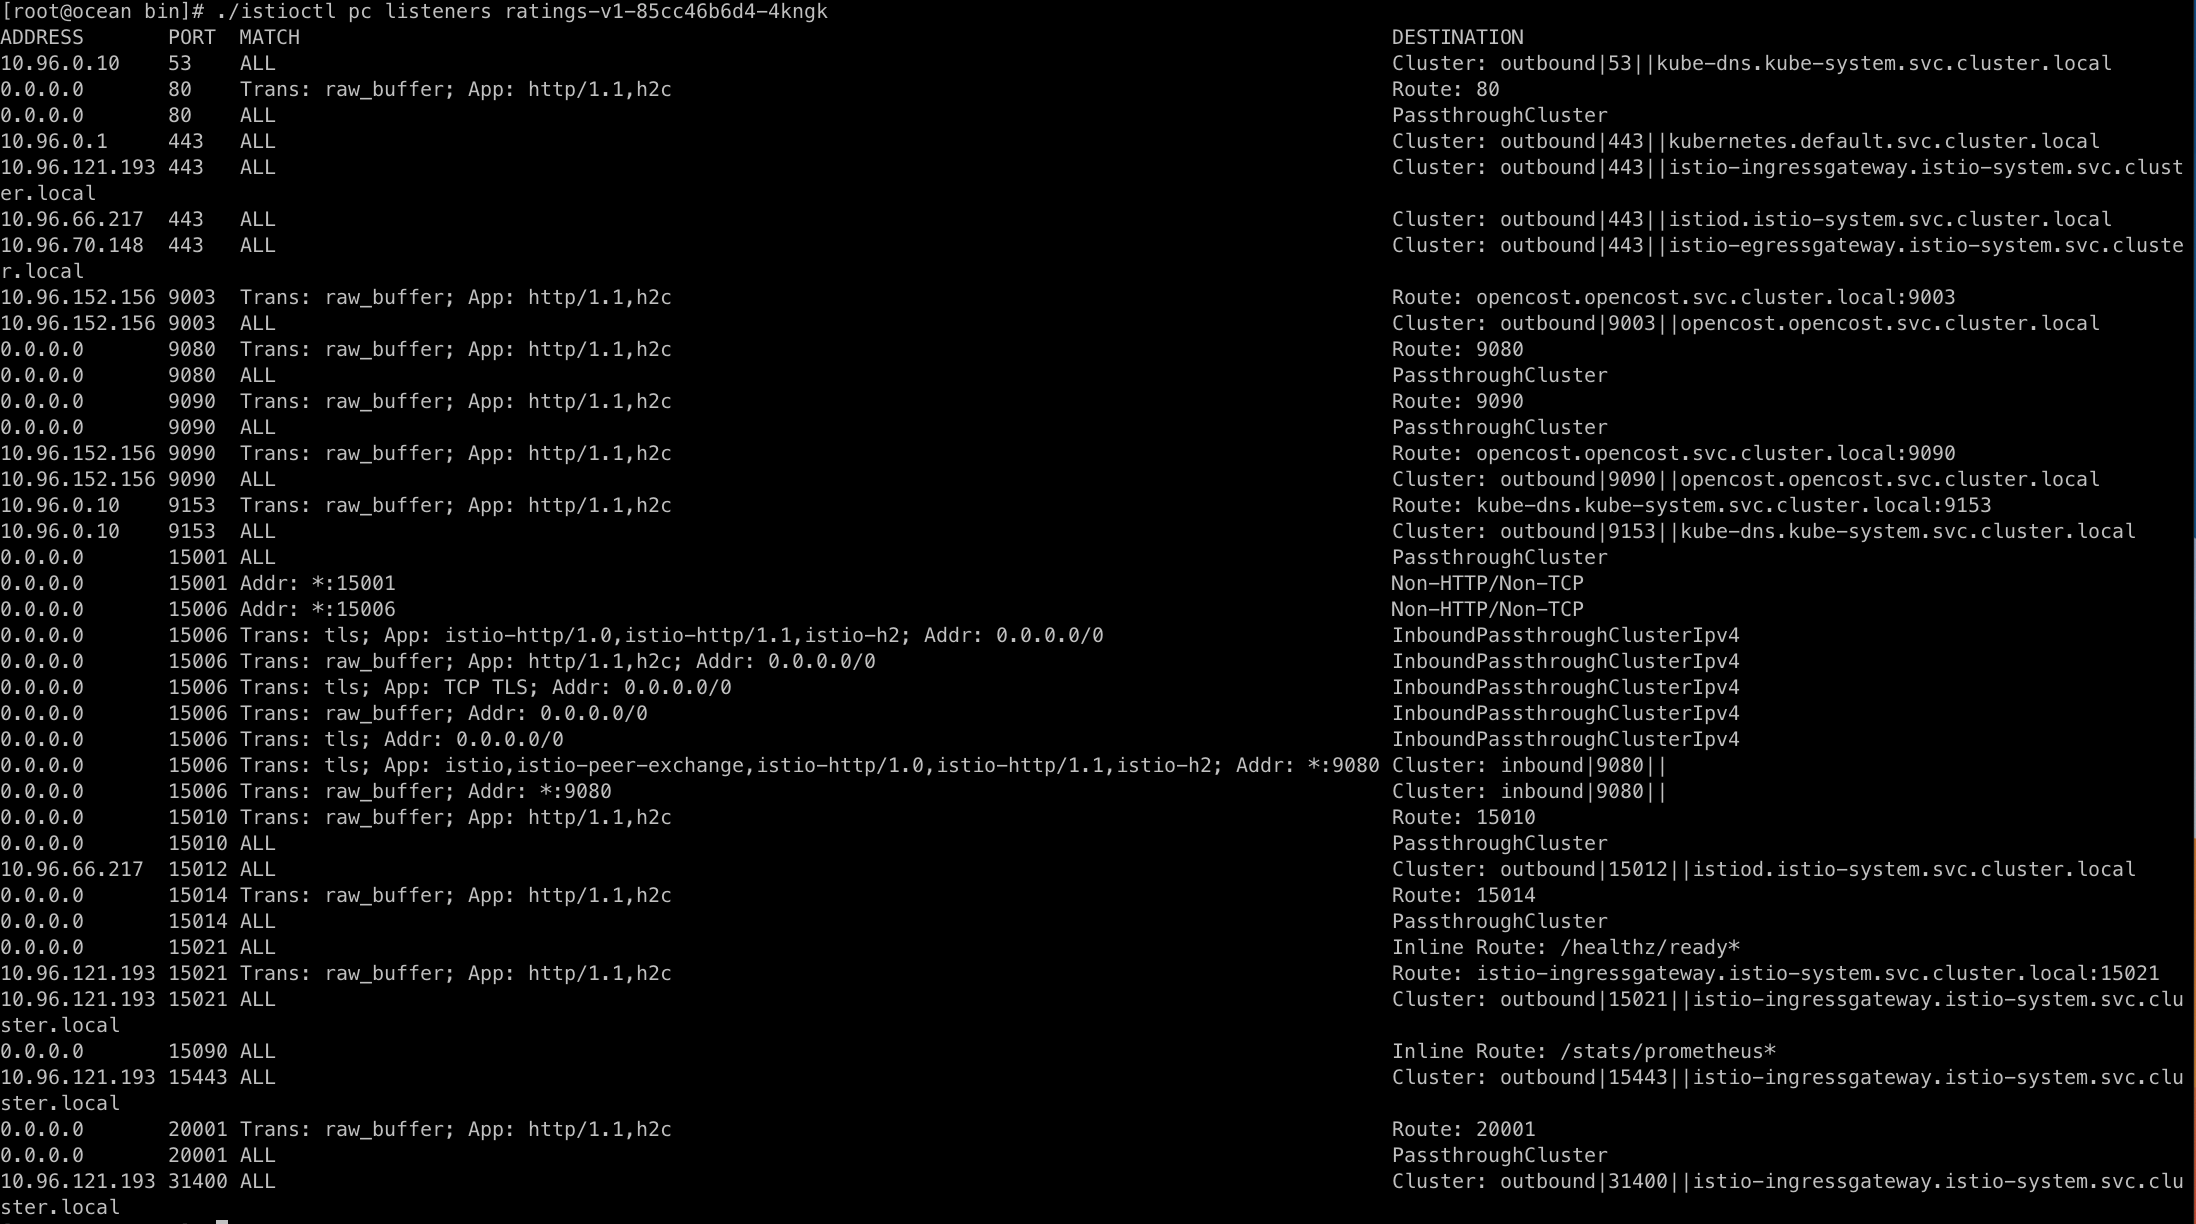 [root@ocean bin]# ./istioctl pc listeners ratings-v1-85cc46b6d4-4kngk
ADDRESS       PORT  MATCH                                                                                           DESTINATION
10.96.0.10    53    ALL                                                                                             Cluster: outbound|53||kube-dns.kube-system.svc.cluster.local
0.0.0.0       80    Trans: raw_buffer; App: http/1.1,h2c                                                            Route: 80
0.0.0.0       80    ALL                                                                                             PassthroughCluster
10.96.0.1     443   ALL                                                                                             Cluster: outbound|443||kubernetes.default.svc.cluster.local
10.96.121.193 443   ALL                                                                                             Cluster: outbound|443||istio-ingressgateway.istio-system.svc.clust
er.local
10.96.66.217  443   ALL                                                                                             Cluster: outbound|443||istiod.istio-system.svc.cluster.local
10.96.70.148  443   ALL                                                                                             Cluster: outbound|443||istio-egressgateway.istio-system.svc.cluste
r.local
10.96.152.156 9003  Trans: raw_buffer; App: http/1.1,h2c                                                            Route: opencost.opencost.svc.cluster.local:9003
10.96.152.156 9003  ALL                                                                                             Cluster: outbound|9003||opencost.opencost.svc.cluster.local
0.0.0.0       9080  Trans: raw_buffer; App: http/1.1,h2c                                                            Route: 9080
0.0.0.0       9080  ALL                                                                                             PassthroughCluster
0.0.0.0       9090  Trans: raw_buffer; App: http/1.1,h2c                                                            Route: 9090
0.0.0.0       9090  ALL                                                                                             PassthroughCluster
10.96.152.156 9090  Trans: raw_buffer; App: http/1.1,h2c                                                            Route: opencost.opencost.svc.cluster.local:9090
10.96.152.156 9090  ALL                                                                                             Cluster: outbound|9090||opencost.opencost.svc.cluster.local
10.96.0.10    9153  Trans: raw_buffer; App: http/1.1,h2c                                                            Route: kube-dns.kube-system.svc.cluster.local:9153
10.96.0.10    9153  ALL                                                                                             Cluster: outbound|9153||kube-dns.kube-system.svc.cluster.local
0.0.0.0       15001 ALL                                                                                             PassthroughCluster
0.0.0.0       15001 Addr: *:15001                                                                                   Non-HTTP/Non-TCP
0.0.0.0       15006 Addr: *:15006                                                                                   Non-HTTP/Non-TCP
0.0.0.0       15006 Trans: tls; App: istio-http/1.0,istio-http/1.1,istio-h2; Addr: 0.0.0.0/0                        InboundPassthroughClusterIpv4
0.0.0.0       15006 Trans: raw_buffer; App: http/1.1,h2c; Addr: 0.0.0.0/0                                           InboundPassthroughClusterIpv4
0.0.0.0       15006 Trans: tls; App: TCP TLS; Addr: 0.0.0.0/0                                                       InboundPassthroughClusterIpv4
0.0.0.0       15006 Trans: raw_buffer; Addr: 0.0.0.0/0                                                              InboundPassthroughClusterIpv4
0.0.0.0       15006 Trans: tls; Addr: 0.0.0.0/0                                                                     InboundPassthroughClusterIpv4
0.0.0.0       15006 Trans: tls; App: istio,istio-peer-exchange,istio-http/1.0,istio-http/1.1,istio-h2; Addr: *:9080 Cluster: inbound|9080||
0.0.0.0       15006 Trans: raw_buffer; Addr: *:9080                                                                 Cluster: inbound|9080||
0.0.0.0       15010 Trans: raw_buffer; App: http/1.1,h2c                                                            Route: 15010
0.0.0.0       15010 ALL                                                                                             PassthroughCluster
10.96.66.217  15012 ALL                                                                                             Cluster: outbound|15012||istiod.istio-system.svc.cluster.local
0.0.0.0       15014 Trans: raw_buffer; App: http/1.1,h2c                                                            Route: 15014
0.0.0.0       15014 ALL                                                                                             PassthroughCluster
0.0.0.0       15021 ALL                                                                                             Inline Route: /healthz/ready*
10.96.121.193 15021 Trans: raw_buffer; App: http/1.1,h2c                                                            Route: istio-ingressgateway.istio-system.svc.cluster.local:15021
10.96.121.193 15021 ALL                                                                                             Cluster: outbound|15021||istio-ingressgateway.istio-system.svc.clu
ster.local
0.0.0.0       15090 ALL                                                                                             Inline Route: /stats/prometheus*
10.96.121.193 15443 ALL                                                                                             Cluster: outbound|15443||istio-ingressgateway.istio-system.svc.clu
ster.local
0.0.0.0       20001 Trans: raw_buffer; App: http/1.1,h2c                                                            Route: 20001
0.0.0.0       20001 ALL                                                                                             PassthroughCluster
10.96.121.193 31400 ALL                                                                                             Cluster: outbound|31400||istio-ingressgateway.istio-system.svc.clu
ster.local